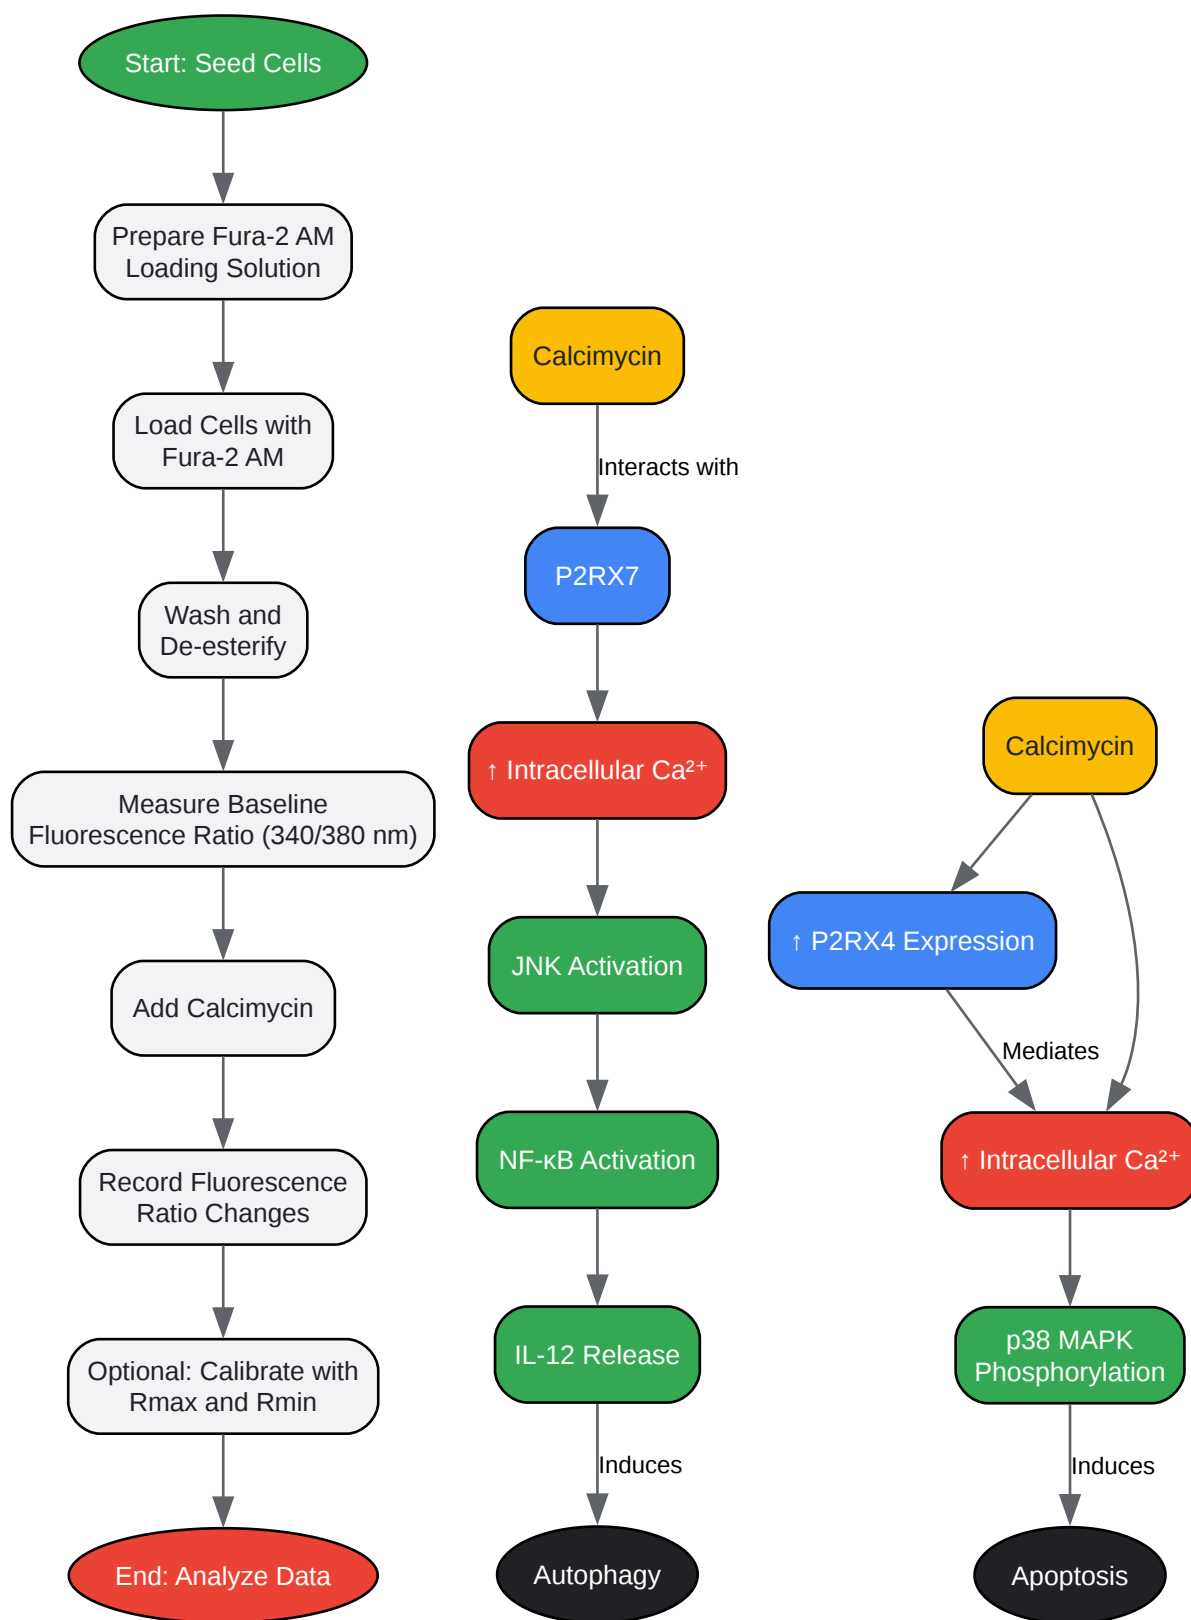 Start: Seed Cells
Prepare Fura-2 AM
Loading Solution
Load Cells with
Fura-2 AM
Wash and
De-esterify
Measure Baseline
Fluorescence Ratio (340/380 nm)
Add Calcimycin
Record Fluorescence
Ratio Changes
Optional: Calibrate with
Rmax and Rmin
End: Analyze Data
Calcimycin
Interacts with
P2RX7
↑ Intracellular Ca²⁺
JNK Activation
NF-κB Activation
IL-12 Release
Induces
Autophagy
Calcimycin
↑ P2RX4 Expression
Mediates
↑ Intracellular Ca²⁺
p38 MAPK
Phosphorylation
Induces
Apoptosis